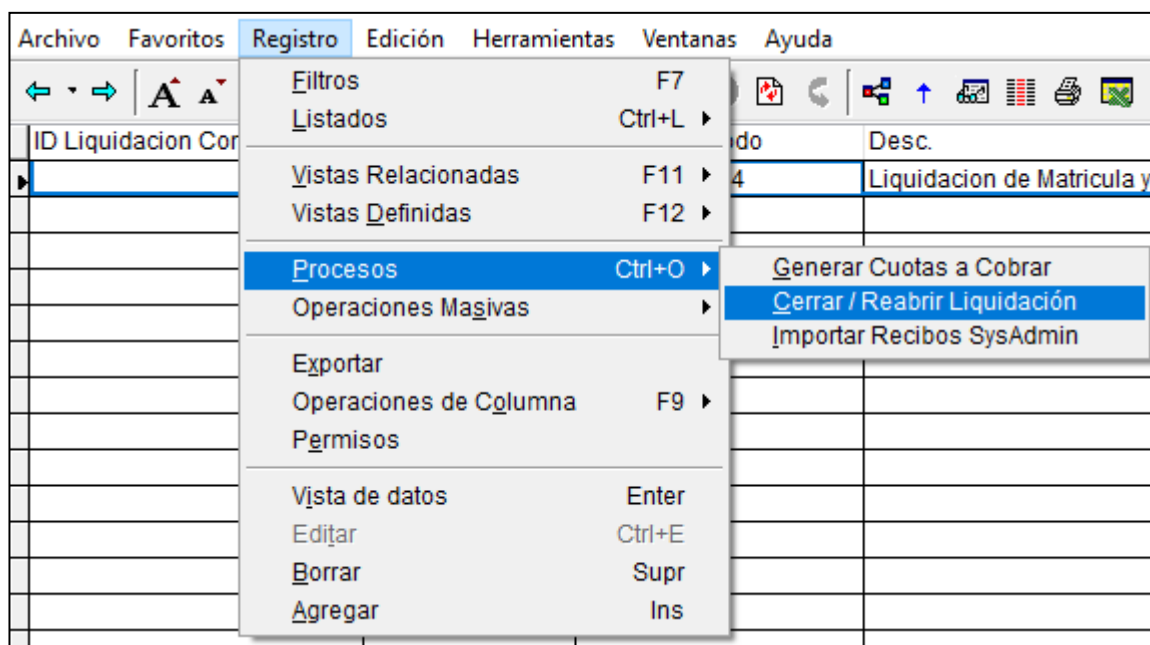 Archivo Favoritos Registro Edición Herramientas Ventanas Ayuda
A A
ID Liquidacion Cor do Desc.
4 Liquidacion de Matricula y
Filtros F7
Listados Ctrl+L
Vistas Relacionadas F11
Vistas Definidas F12
Procesos Ctrl+O
Operaciones Masivas
Exportar
Operaciones de Columna F9
Permisos
Vista de datos Enter
Editar Ctrl+E
Borrar Supr
Agregar Ins
Generar Cuotas a Cobrar
Cerrar / Reabrir Liquidación
Importar Recibos SysAdmin